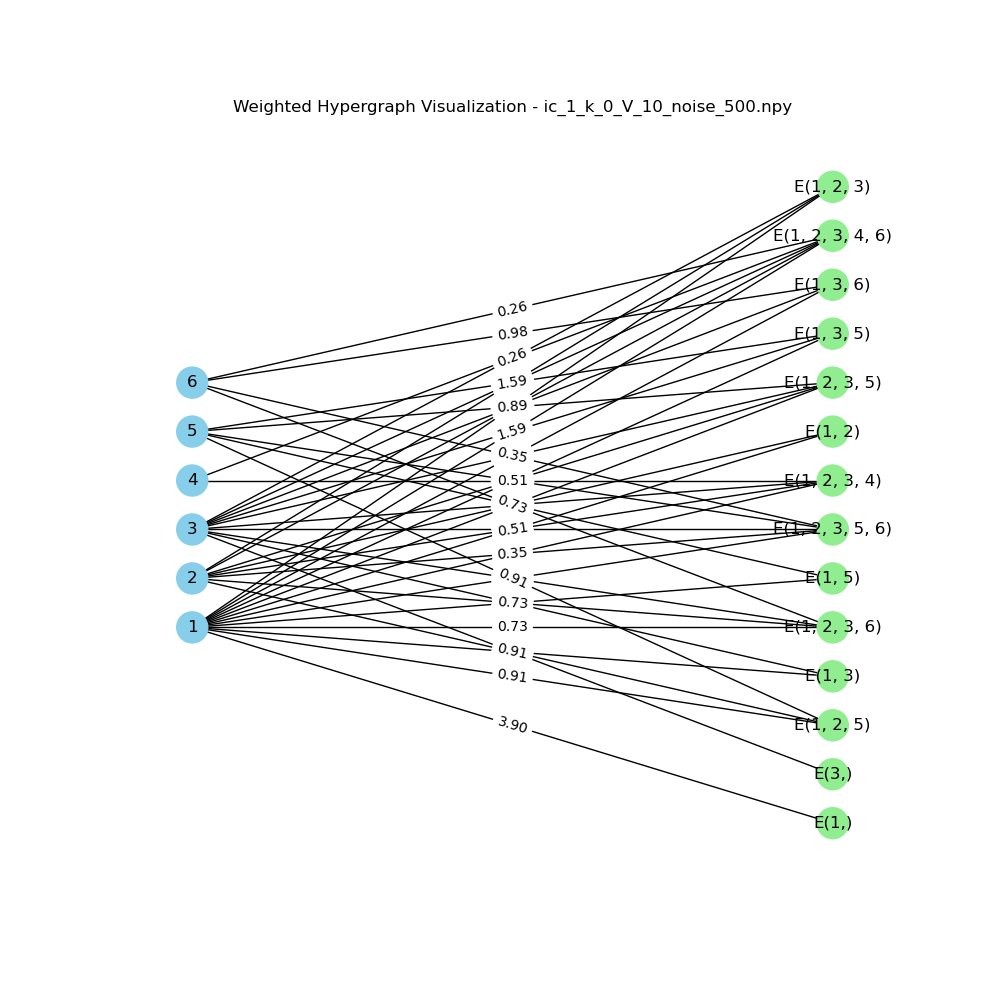 Weighted Hypergraph Visualization - ic_1_k_0_V_10_noise_500.npy
E(1, 2, 3)
E(1, 2, 3, 4, 6)
E(1, 3, 6)
E(1, 3, 5)
E(1, 2, 3, 5)
E(1, 2)
E(1, 2, 3, 4)
E(1, 2, 3, 5, 6)
E(1, 5)
E(1, 2, 3, 6)
E(1, 3)
E(1, 2, 5)
E(3,)
E(1,)
6
5
4
3
2
1
0.26
0.98
0.26
1.59
0.89
1.59
0.35
0.51
0.73
0.51
0.35
0.91
0.73
0.73
0.91
0.91
3.90